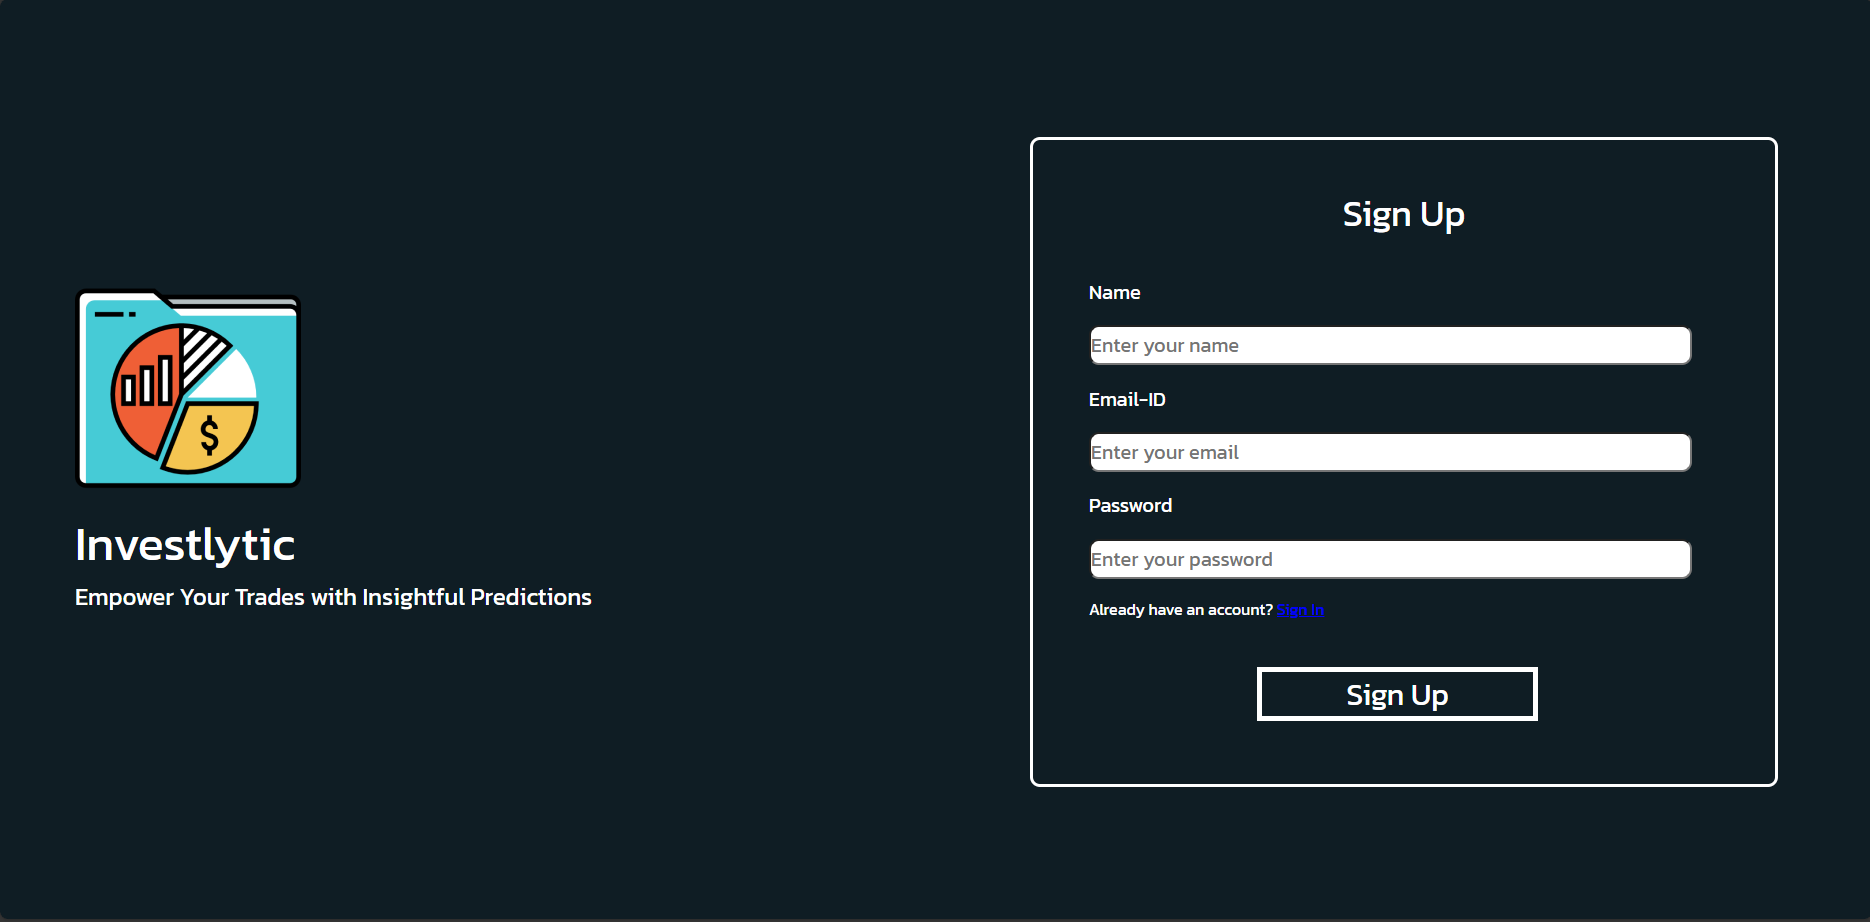 $
Investlytic
Empower Your Trades with Insightful Predictions
Sign Up
Name
Enter your name
Email-ID
Enter your email
Password
Enter your password
Already have an account? Sign In
Sign Up